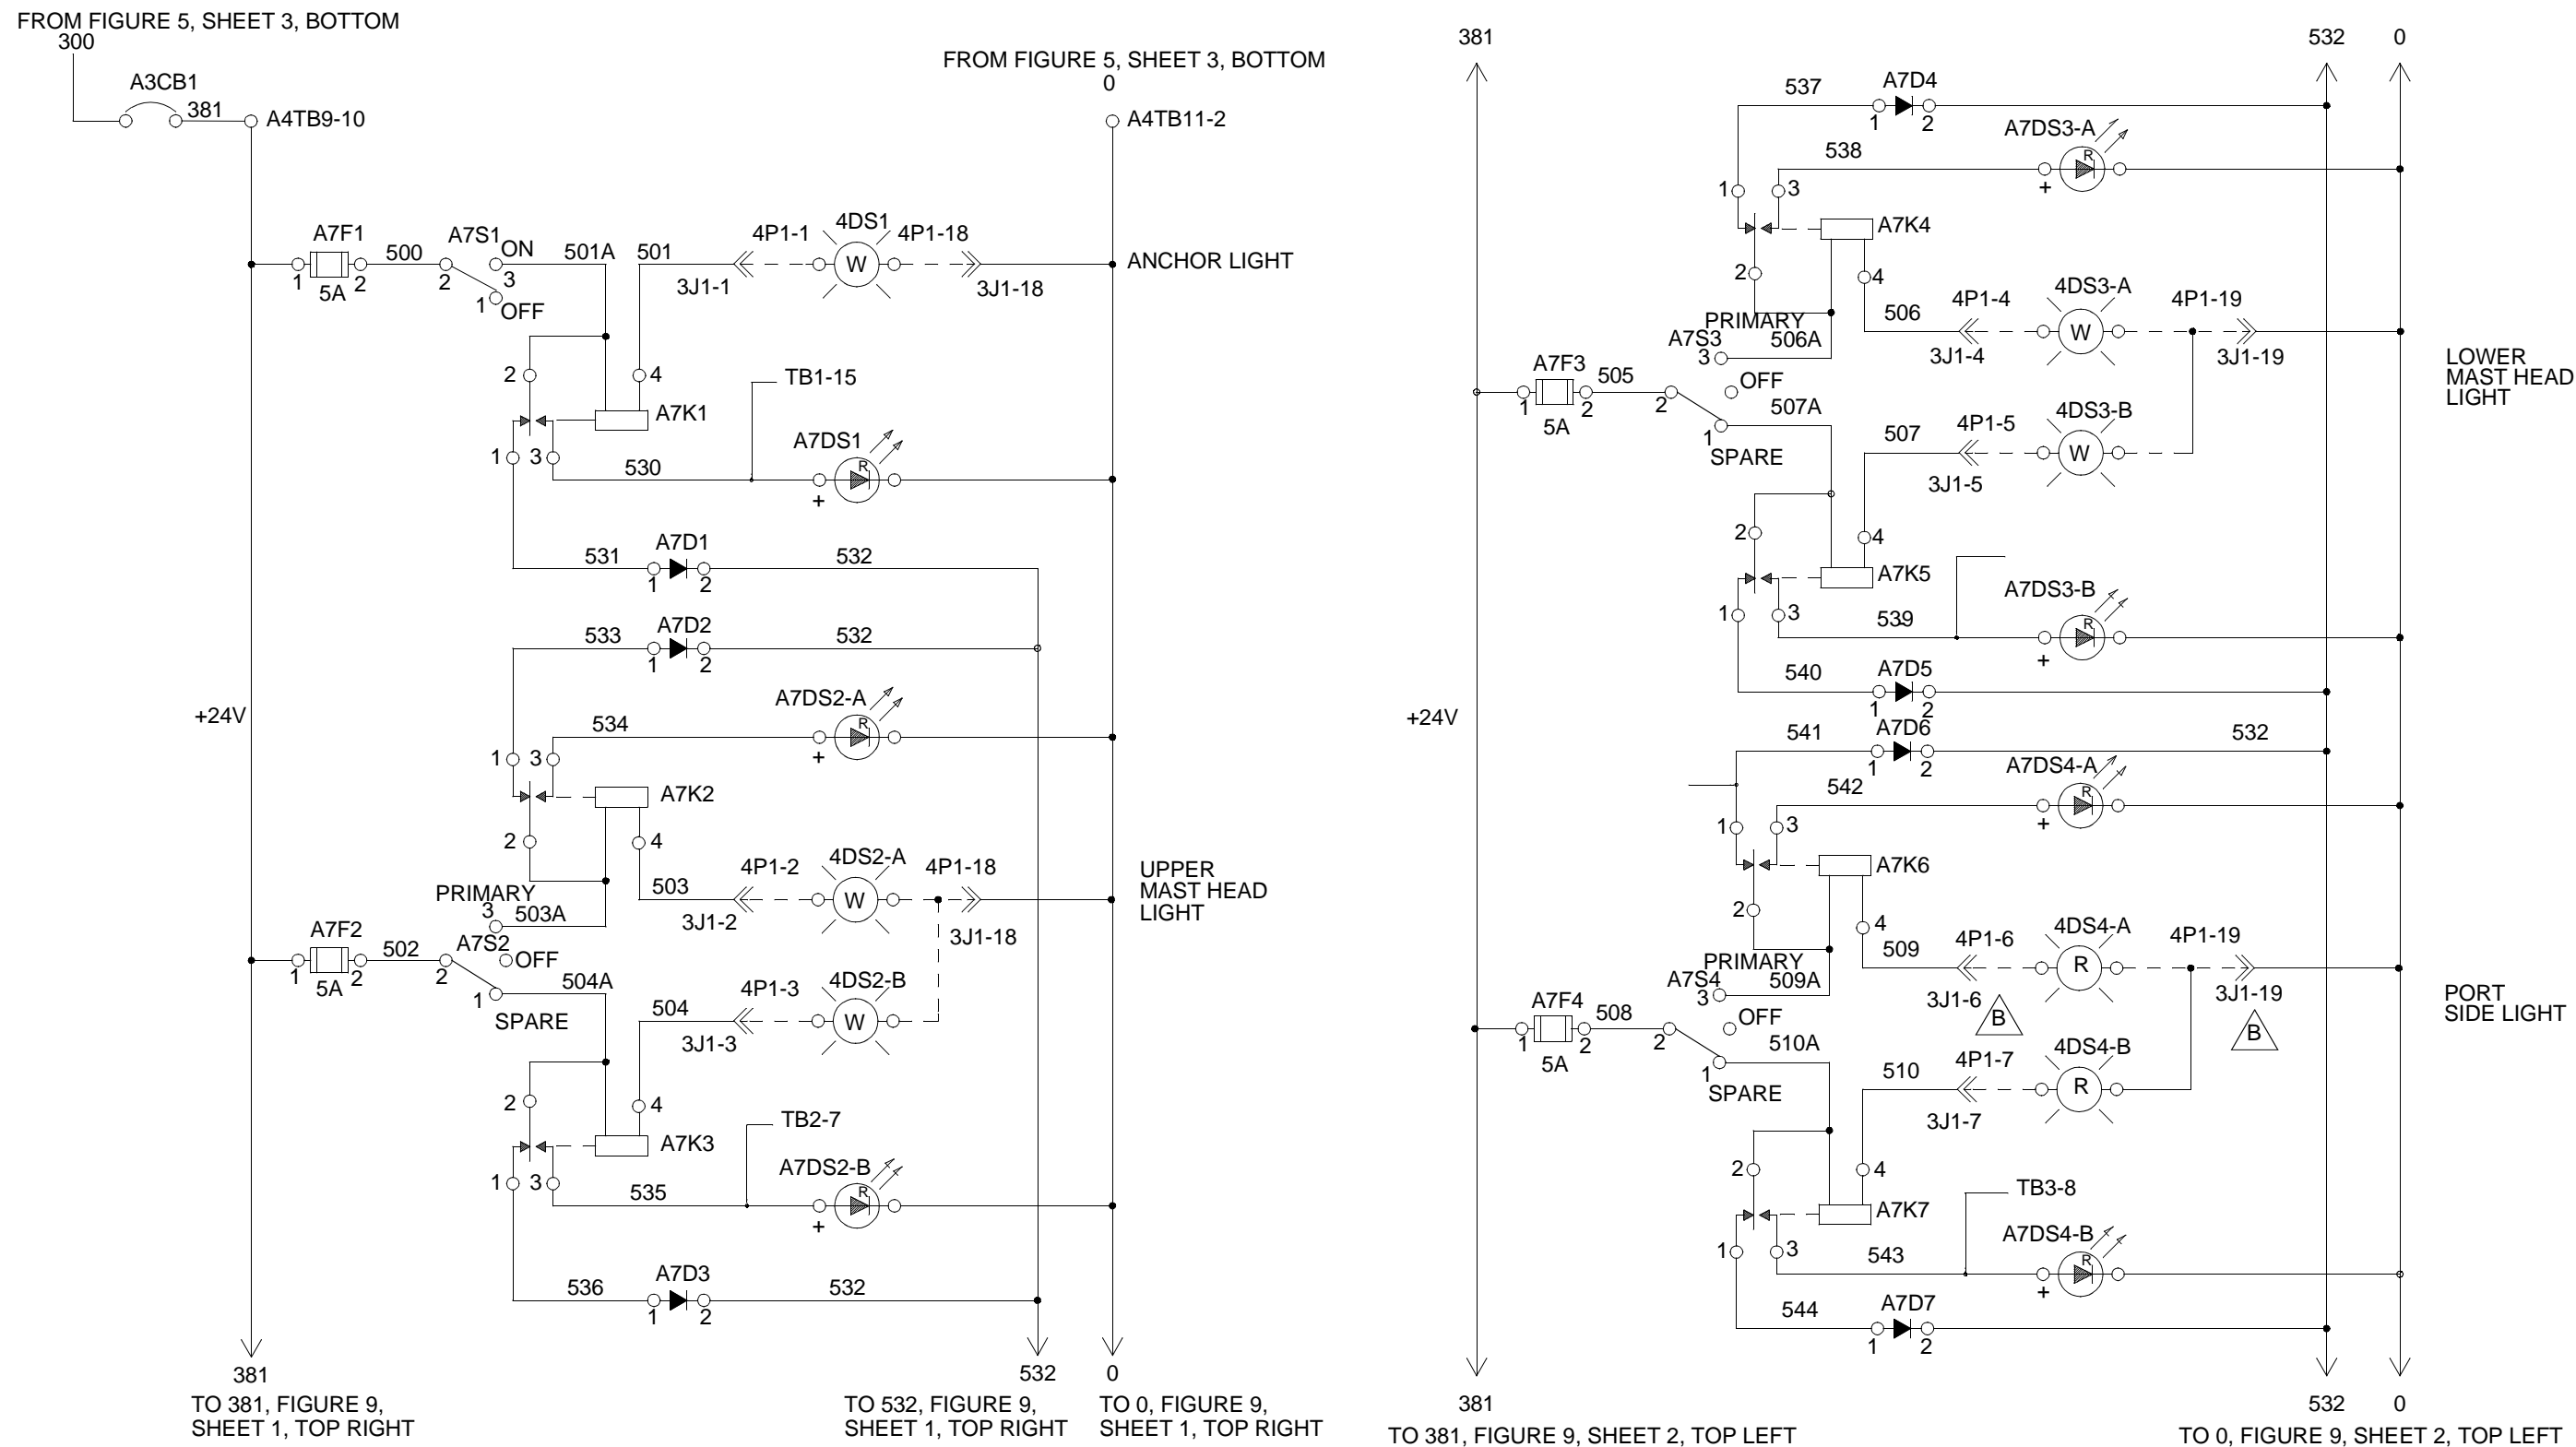 FROM FIGURE 5, SHEET 3, BOTTOM
300
A3CB1
381
A4TB9-10
FROM FIGURE 5, SHEET 3, BOTTOM
0
A4TB11-2
A7F1
1
5A
2
500
A7S1
ON
2
3
1
OFF
501A
501
4P1-1
3J1-1
4DS1
W
4P1-18
3J1-18
ANCHOR LIGHT
2
4
A7K1
TB1-15
1
3
530
A7DS1
R
+
531
A7D1
1
2
532
533
A7D2
1
2
532
+24V
534
A7DS2-A
R
+
1
3
A7K2
2
4
503
4P1-2
3J1-2
4DS2-A
W
4P1-18
3J1-18
UPPER
MAST HEAD
LIGHT
PRIMARY
3
503A
A7F2
1
5A
2
502
A7S2
2
OFF
1
504A
SPARE
504
4P1-3
3J1-3
4DS2-B
W
2
4
A7K3
TB2-7
1
3
535
A7DS2-B
R
+
536
A7D3
1
2
532
381
TO 381, FIGURE 9,
SHEET 1, TOP RIGHT
532
TO 532, FIGURE 9,
SHEET 1, TOP RIGHT
0
TO 0, FIGURE 9,
SHEET 1, TOP RIGHT
381
532
0
537
A7D4
1
2
A7DS3-A
R
+
538
1
3
A7K4
2
4
506
4P1-4
3J1-4
4DS3-A
W
4P1-19
3J1-19
LOWER
MAST HEAD
LIGHT
PRIMARY
A7S3
3
506A
A7F3
1
5A
2
505
2
OFF
1
507A
SPARE
507
4P1-5
3J1-5
4DS3-B
W
2
4
A7K5
1
3
539
A7DS3-B
R
+
540
A7D5
1
2
+24V
541
A7D6
1
2
532
542
A7DS4-A
R
+
1
3
A7K6
2
4
509
4P1-6
3J1-6
B
4DS4-A
R
4P1-19
3J1-19
B
PORT
SIDE LIGHT
PRIMARY
A7S4
3
509A
A7F4
1
5A
2
508
2
OFF
1
510A
SPARE
510
4P1-7
3J1-7
4DS4-B
R
2
4
A7K7
TB3-8
1
3
543
A7DS4-B
R
+
544
A7D7
1
2
381
TO 381, FIGURE 9, SHEET 2, TOP LEFT
532
0
TO 0, FIGURE 9, SHEET 2, TOP LEFT